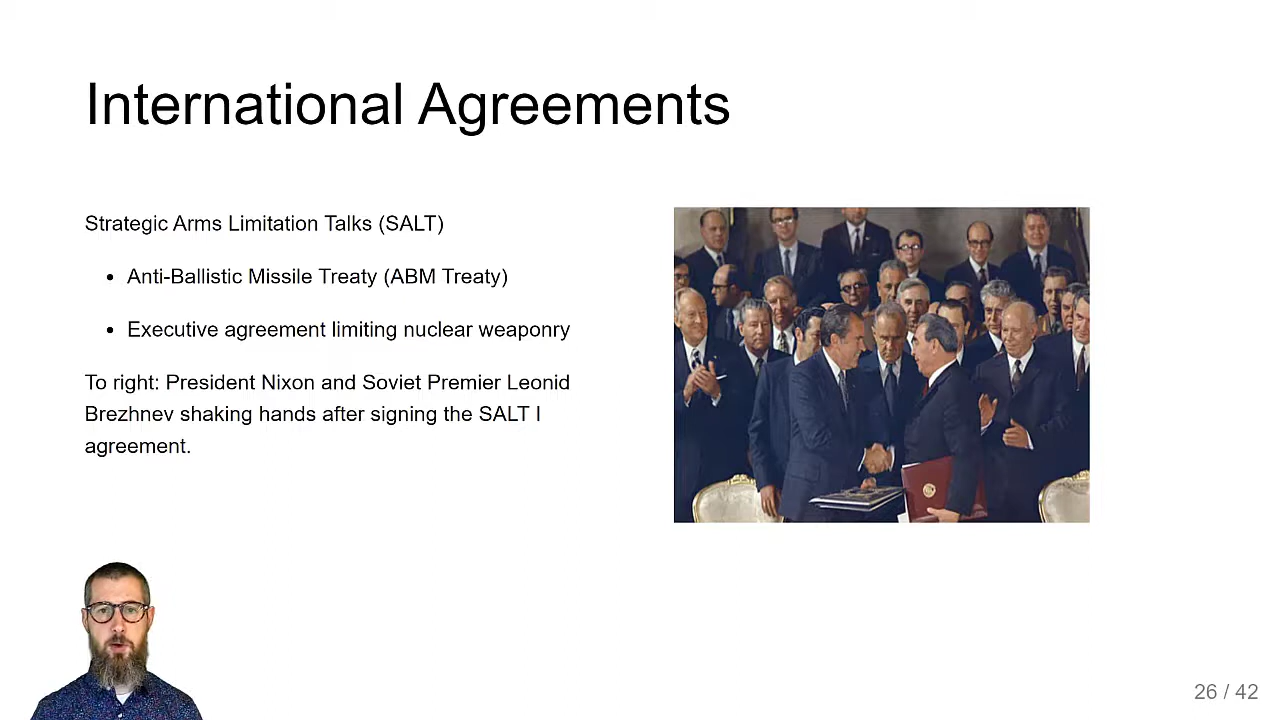 International Agreements
Strategic Arms Limitation Talks (SALT)
• Anti-Ballistic Missile Treaty (ABM Treaty)
• Executive agreement limiting nuclear weaponry
To right: President Nixon and Soviet Premier Leonid
Brezhnev shaking hands after signing the SALT I
agreement.
26 / 42